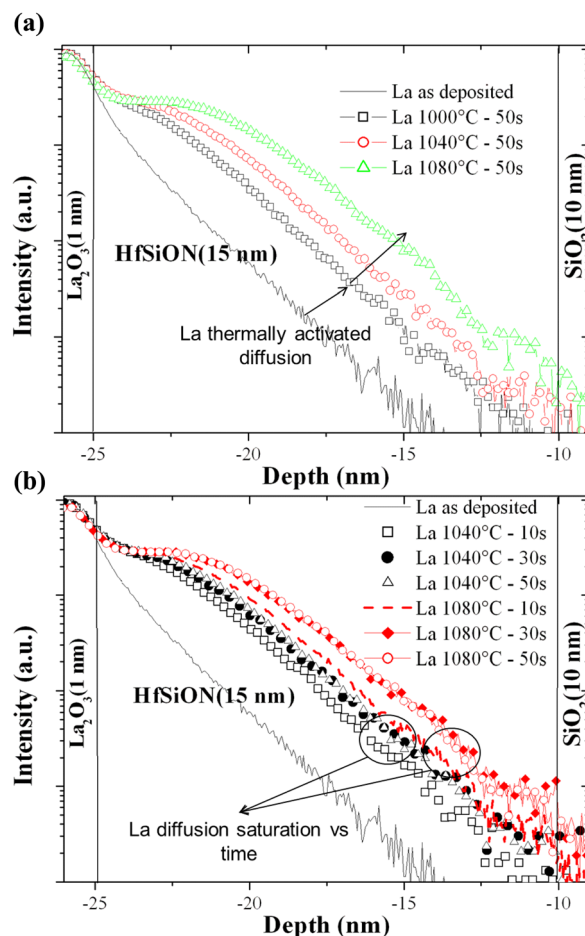 (a)
Intensity (a.u.)
La₂O₃(1 nm)
HfSiON(15 nm)
La as deposited
La 1000°C - 50s
La 1040°C - 50s
La 1080°C - 50s
La thermally activated
diffusion
SiO₂(10 nm)
-25
-20
-15
-10
Depth (nm)
(b)
Intensity (a.u.)
La₂O₃(1 nm)
La as deposited
La 1040°C - 10s
La 1040°C - 30s
La 1040°C - 50s
La 1080°C - 10s
La 1080°C - 30s
La 1080°C - 50s
HfSiON(15 nm)
La diffusion saturation vs
time
SiO₂(10 nm)
-25
-20
-15
-10
Depth (nm)